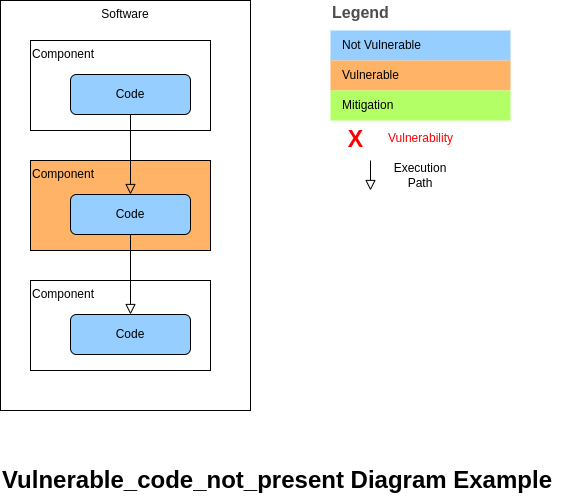 Software
Component
Code
Component
Code
Component
Code
Legend
Not Vulnerable
Vulnerable
Mitigation
X Vulnerability
Execution
Path
Vulnerable_code_not_present Diagram Example